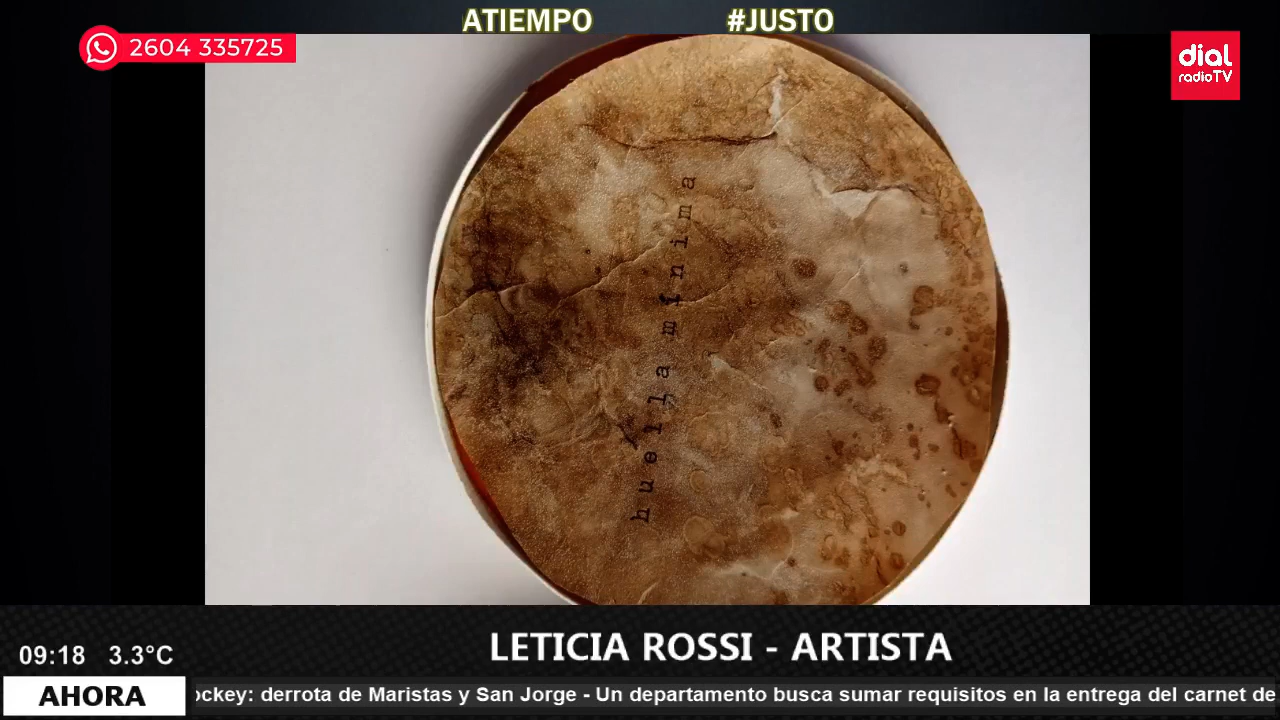 ATIEMPO #JUSTO
2604 335725
dial
radioTV
huella mínima
LETICIA ROSSI - ARTISTA
09:18 3.3°C
AHORA
ockey: derrota de Maristas y San Jorge - Un departamento busca sumar requisitos en la entrega del carnet de